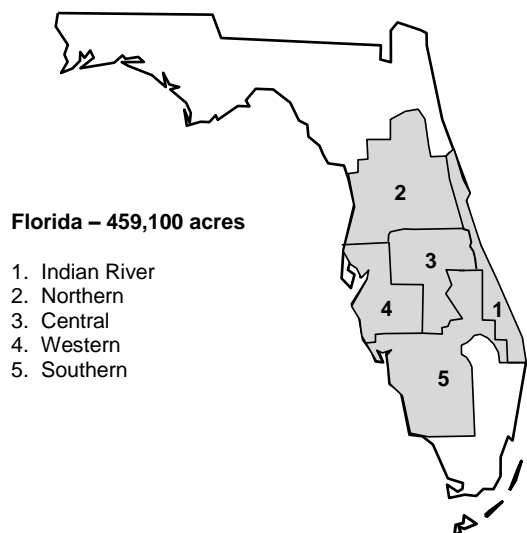 Florida – 459,100 acres
1. Indian River
2. Northern
3. Central
4. Western
5. Southern
2
3
1
4
5